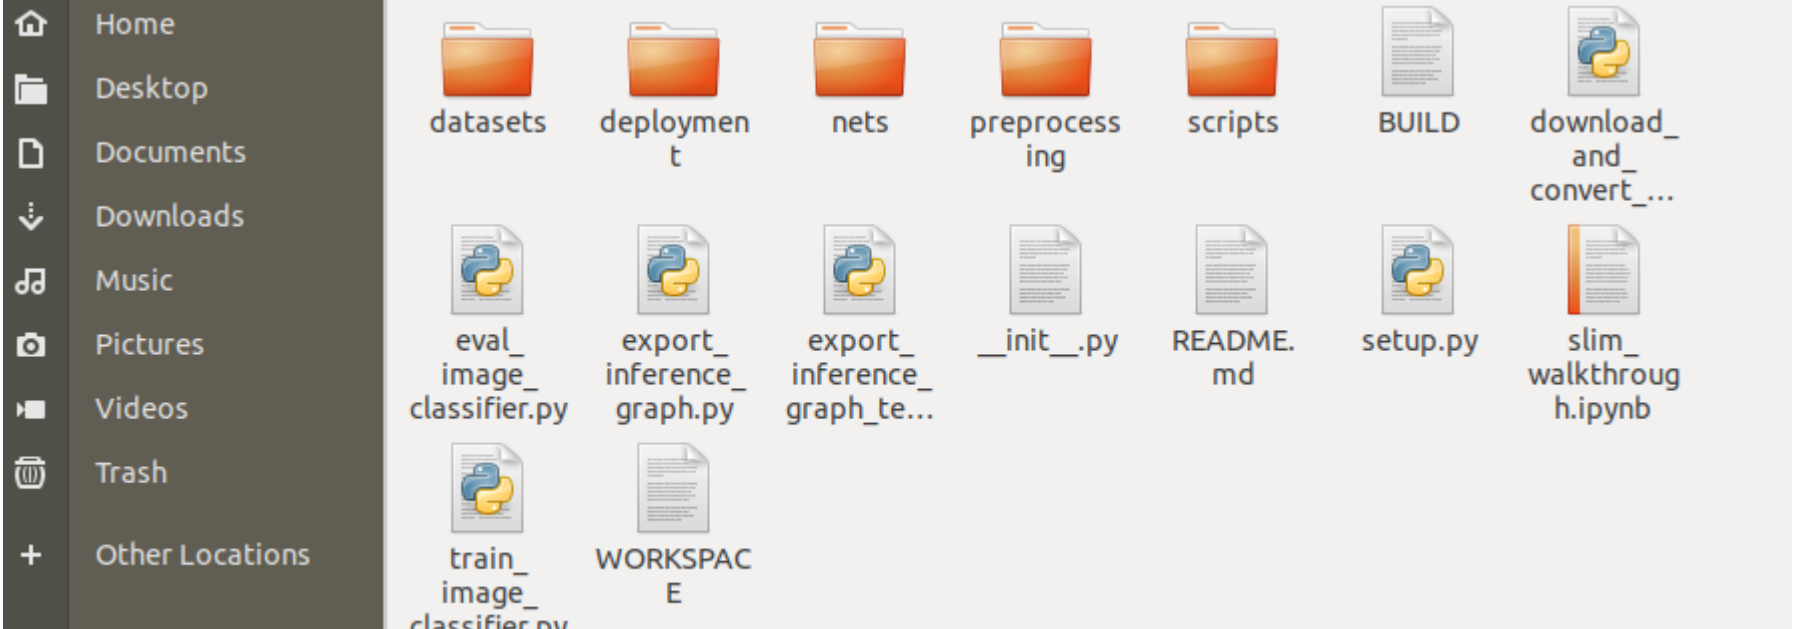 Home
Desktop
Documents
Downloads
Music
Pictures
Videos
Trash
Other Locations
datasets
deploymen
t
nets
preprocess
ing
scripts
BUILD
download_
and_
convert_...
eval_
image_
classifier.py
export_
inference_
graph.py
export_
inference_
graph_te...
__init__.py
README.
md
setup.py
slim_
walkthroug
h.ipynb
train_
image_
classifier.py
WORKSPAC
E